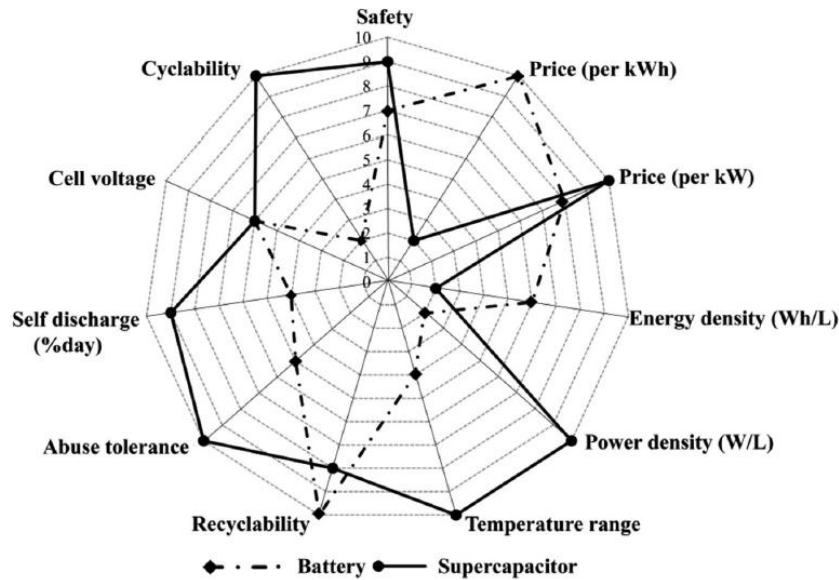 Safety
10
9
8
7
6
5
4
3
2
1
0
Price (per kWh)
Price (per kW)
Energy density (Wh/L)
Power density (W/L)
Temperature range
Recyclability
Abuse tolerance
Self discharge
(%day)
Cell voltage
Cyclability
Battery
Supercapacitor